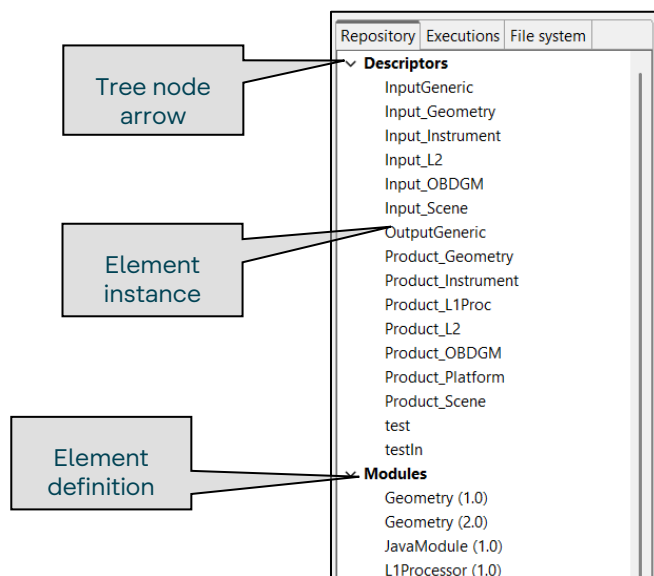 Repository Executions File system
Descriptors
InputGeneric
Input_Geometry
Input_Instrument
Input_L2
Input_OBDGM
Input_Scene
OutputGeneric
Product_Geometry
Product_Instrument
Product_L1Proc
Product_L2
Product_OBDGM
Product_Platform
Product_Scene
test
testIn
Modules
Geometry (1.0)
Geometry (2.0)
JavaModule (1.0)
L1Processor (1.0)
Tree node
arrow
Element
instance
Element
definition